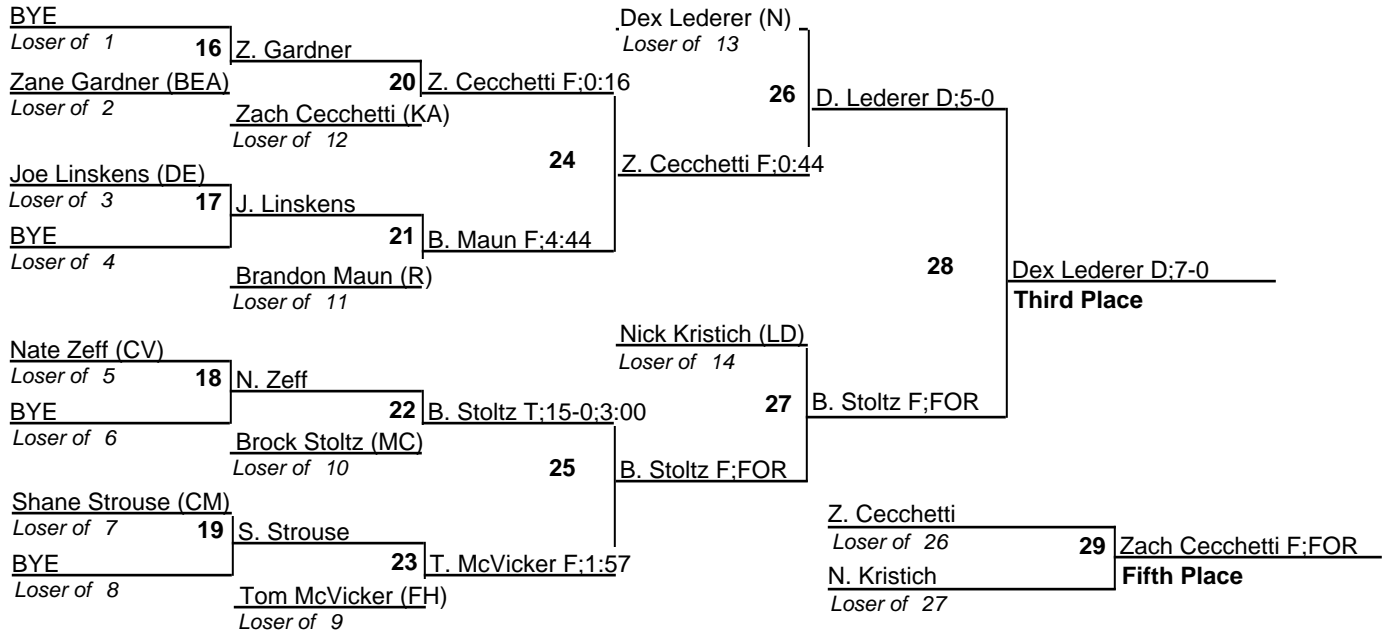 BYE
Loser of 1
16
Z. Gardner
Zane Gardner (BEA)
Loser of 2
20
Z. Cecchetti F;0:16
Zach Cecchetti (KA)
Loser of 12
Joe Linskens (DE)
Loser of 3
17
J. Linskens
BYE
Loser of 4
21
B. Maun F;4:44
Brandon Maun (R)
Loser of 11
24
Z. Cecchetti F;0:44
Dex Lederer (N)
Loser of 13
26
D. Lederer D;5-0
Nate Zeff (CV)
Loser of 5
18
N. Zeff
BYE
Loser of 6
22
B. Stoltz T;15-0;3:00
Brock Stoltz (MC)
Loser of 10
Shane Strouse (CM)
Loser of 7
19
S. Strouse
BYE
Loser of 8
23
T. McVicker F;1:57
Tom McVicker (FH)
Loser of 9
25
B. Stoltz F;FOR
Nick Kristich (LD)
Loser of 14
27
B. Stoltz F;FOR
28
Dex Lederer D;7-0
Third Place
Z. Cecchetti
Loser of 26
29
Zach Cecchetti F;FOR
Fifth Place
N. Kristich
Loser of 27